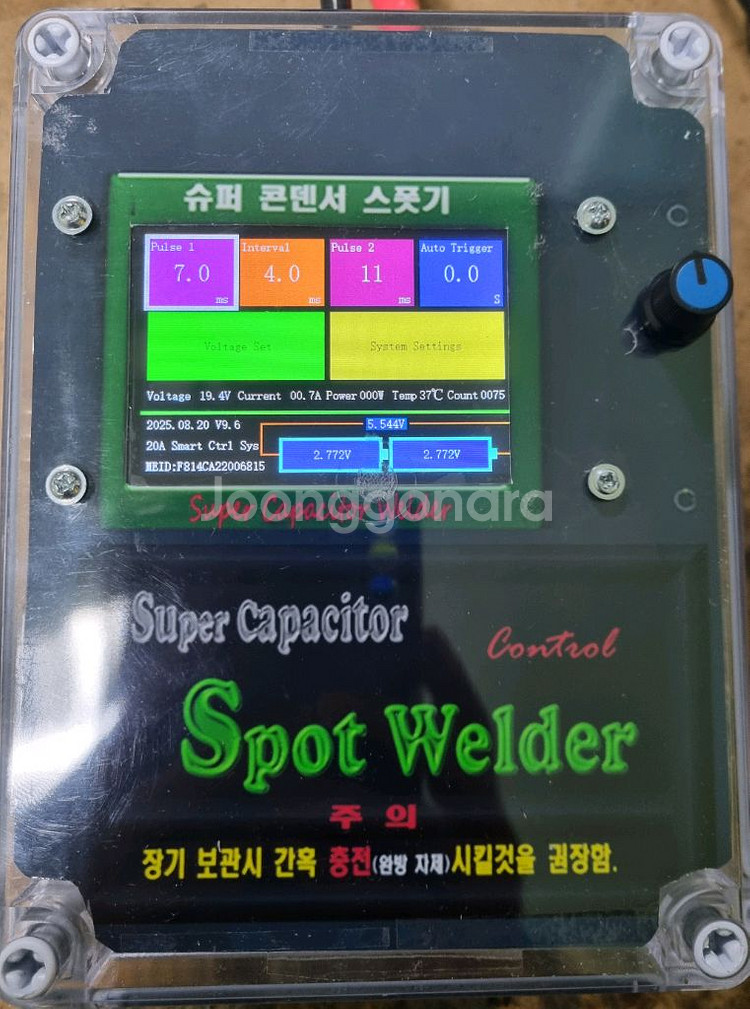 슈퍼 콘덴서 스폿기
Pulse 1 Interval Pulse 2 Auto Trigger
7.0 4.0 11 0.0
ms ms ms S
Voltage Set System Settings
Voltage 19.4V Current 00.7A Power 000W Temp 37℃ Count 0075
2025.08.20 V9.6 5.544V
20A Smart Ctrl Sys
2.772V 2.772V
MEID:F814CA22006815
Joonggonara
Super Capacitor Welder
Super Capacitor
Control
Spot Welder
주 의
장기 보관시 간혹 충전(완방 자제)시킬것을 권장함.